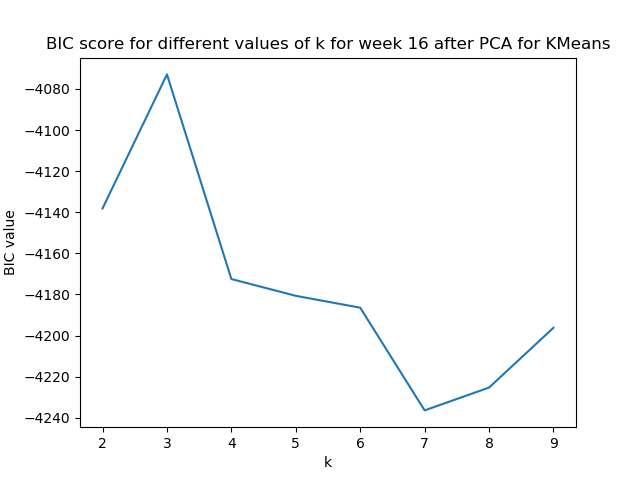 BIC score for different values of k for week 16 after PCA for KMeans
−4080
−4100
−4120
−4140
−4160
−4180
−4200
−4220
−4240
BIC value
2 3 4 5 6 7 8 9
k